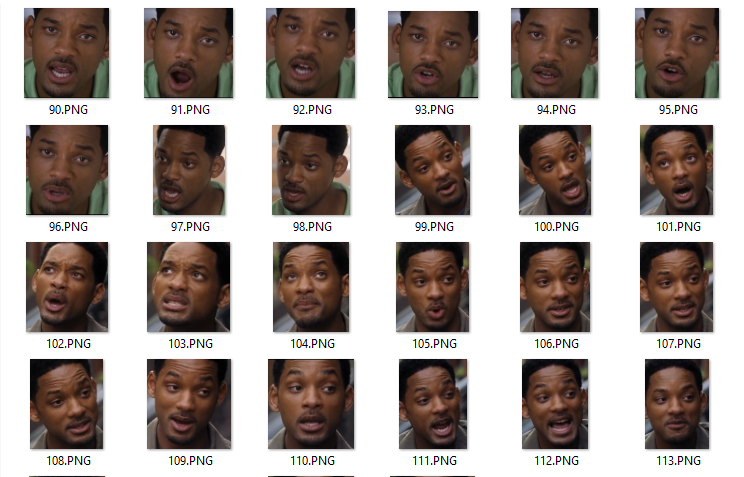 90.PNG 91.PNG 92.PNG 93.PNG 94.PNG 95.PNG
96.PNG 97.PNG 98.PNG 99.PNG 100.PNG 101.PNG
102.PNG 103.PNG 104.PNG 105.PNG 106.PNG 107.PNG
108.PNG 109.PNG 110.PNG 111.PNG 112.PNG 113.PNG